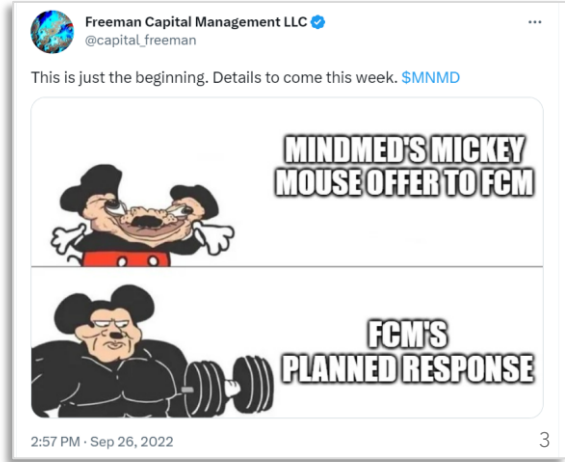 Freeman Capital Management LLC
@capital_freeman
This is just the beginning. Details to come this week. $MNMD
MINDMED'S MICKEY
MOUSE OFFER TO FCM
FCM'S
PLANNED RESPONSE
2:57 PM · Sep 26, 2022
3